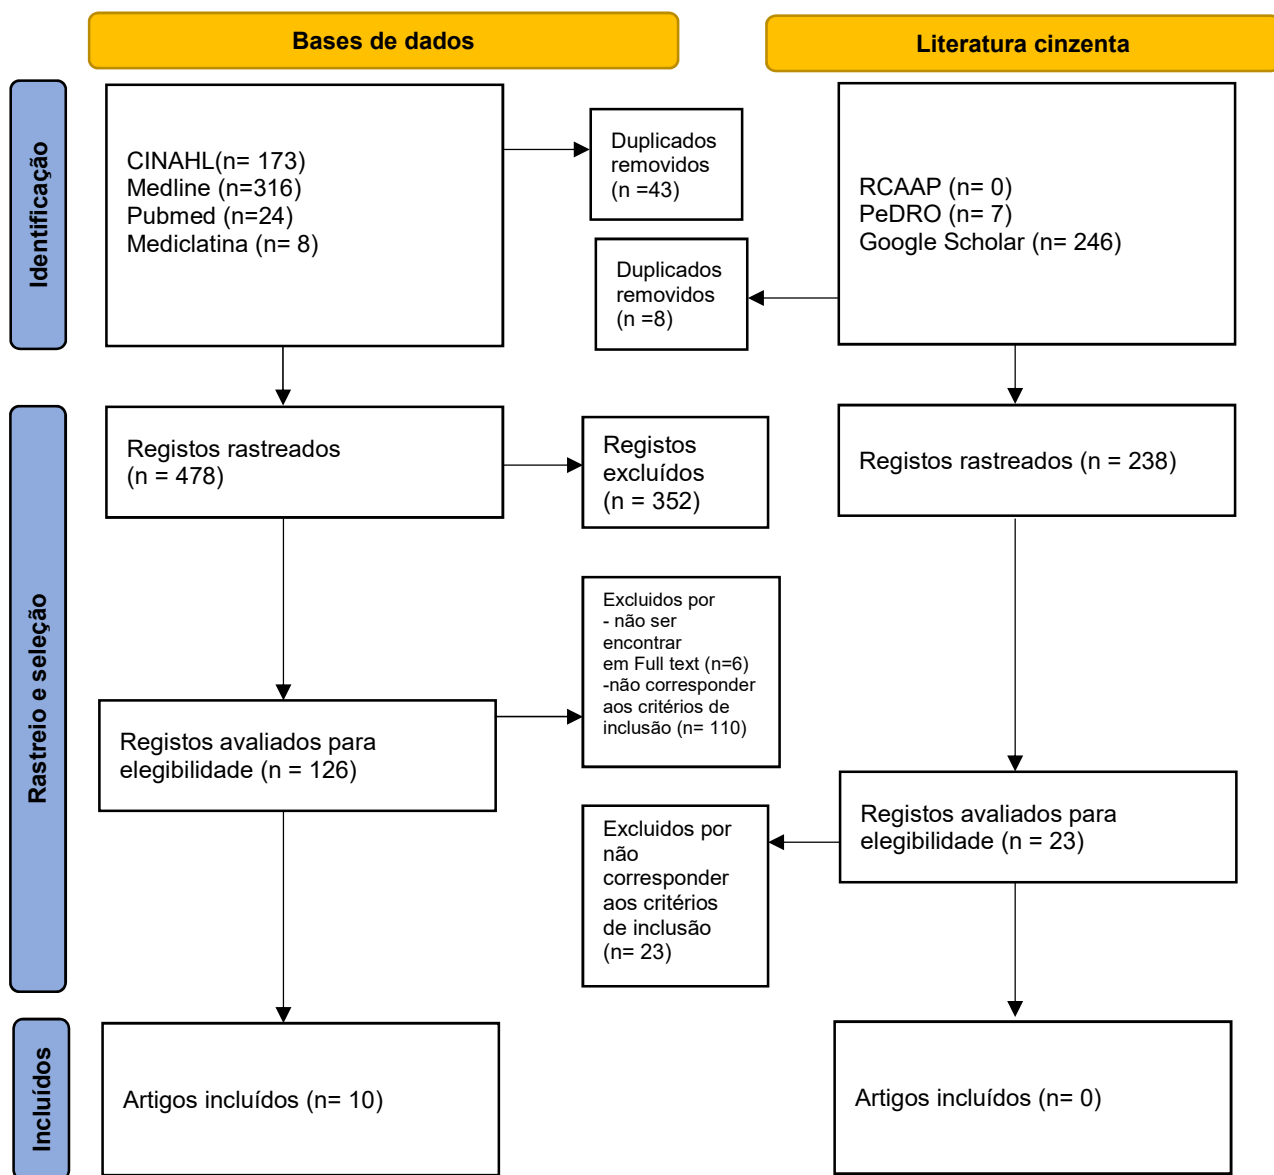 Bases de dados
Literatura cinzenta
Identificação
CINAHL(n= 173)
Medline (n=316)
Pubmed (n=24)
Mediclatina (n= 8)
Duplicados
removidos
(n =43)
RCAAP (n= 0)
PeDRO (n= 7)
Google Scholar (n= 246)
Duplicados
removidos
(n =8)
Rastreio e seleção
Registos rastreados
(n = 478)
Registos
excluídos
(n = 352)
Registos rastreados (n = 238)
Registos avaliados para
elegibilidade (n = 126)
Excluidos por
- não ser
encontrar
em Full text (n=6)
-não corresponder
aos critérios de
inclusão (n= 110)
Registos avaliados para
elegibilidade (n = 23)
Excluidos por
não
corresponder
aos critérios
de inclusão
(n= 23)
Incluídos
Artigos incluídos (n= 10)
Artigos incluídos (n= 0)